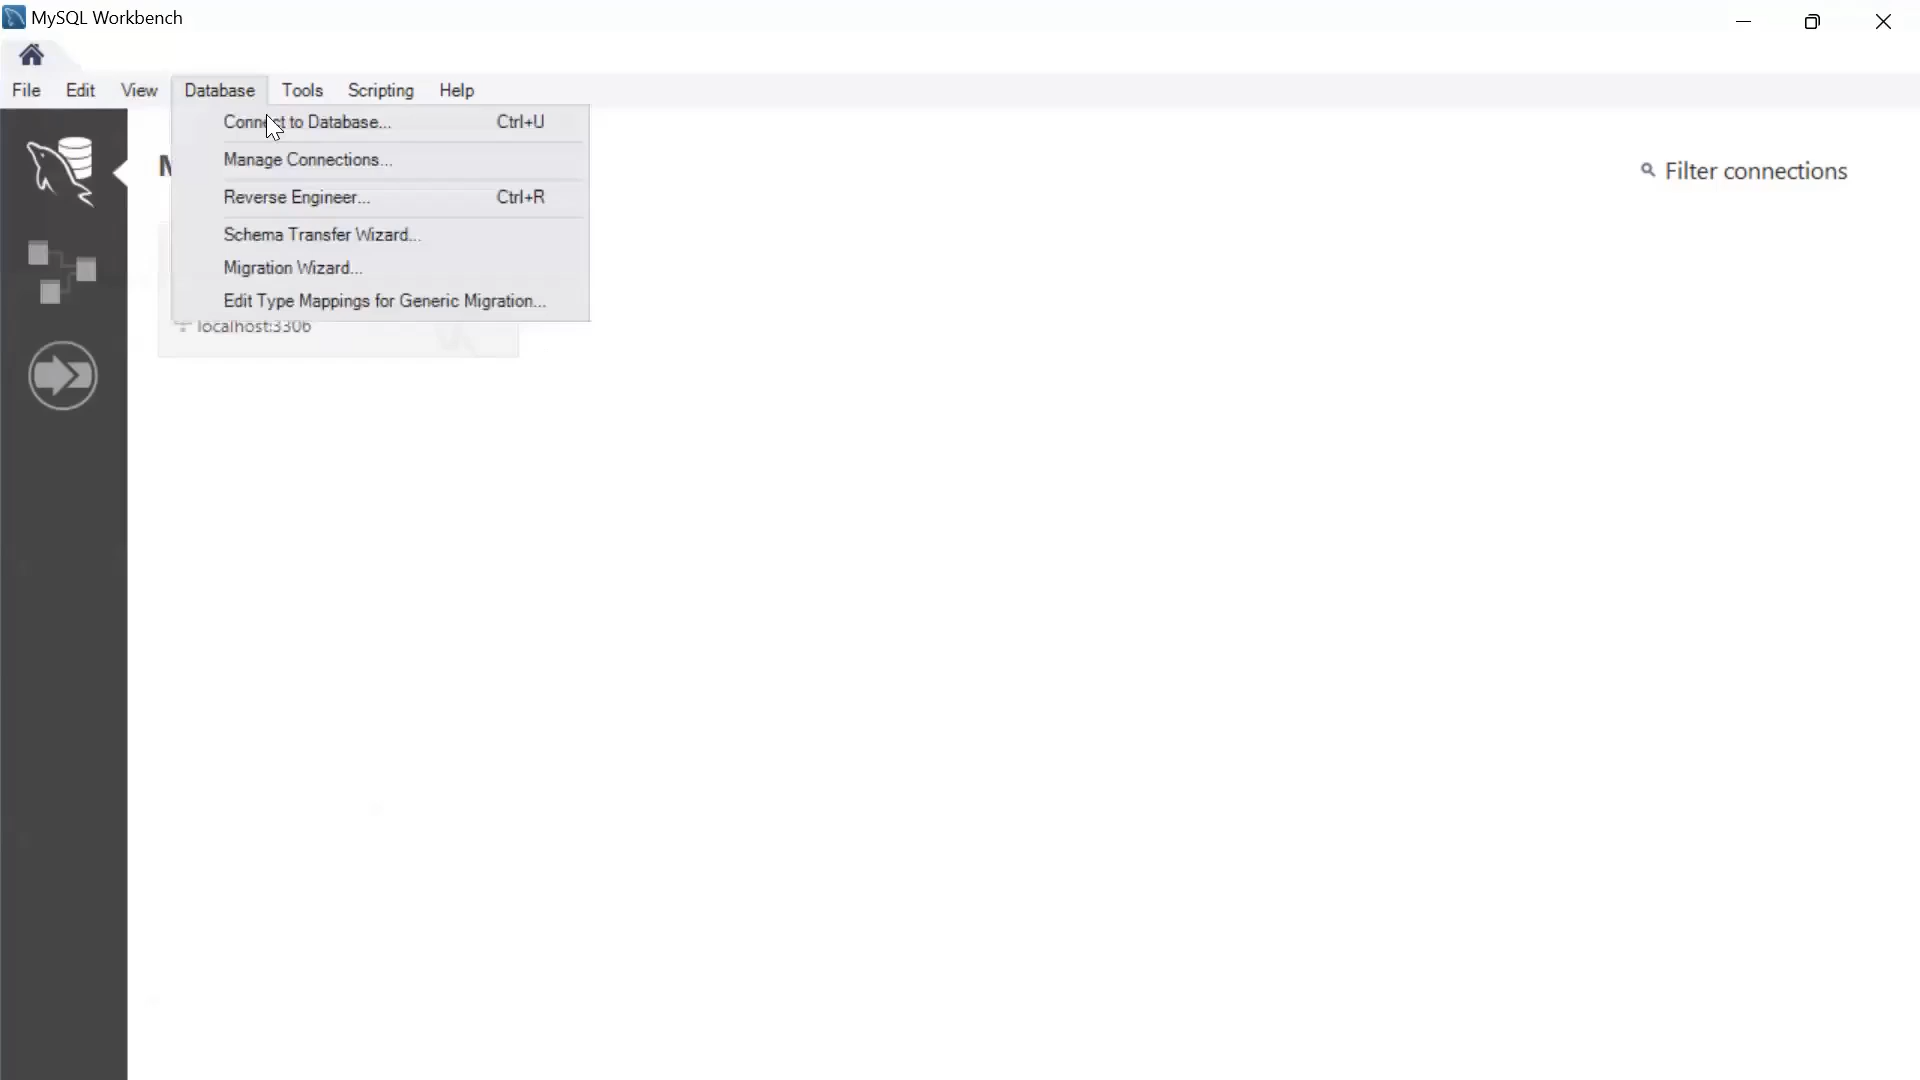 MySQL Workbench
File Edit View Database Tools Scripting Help
Connect to Database... Ctrl+U
Manage Connections...
Filter connections
Reverse Engineer... Ctrl+R
Schema Transfer Wizard...
Migration Wizard...
Edit Type Mappings for Generic Migration...
localhost:3306